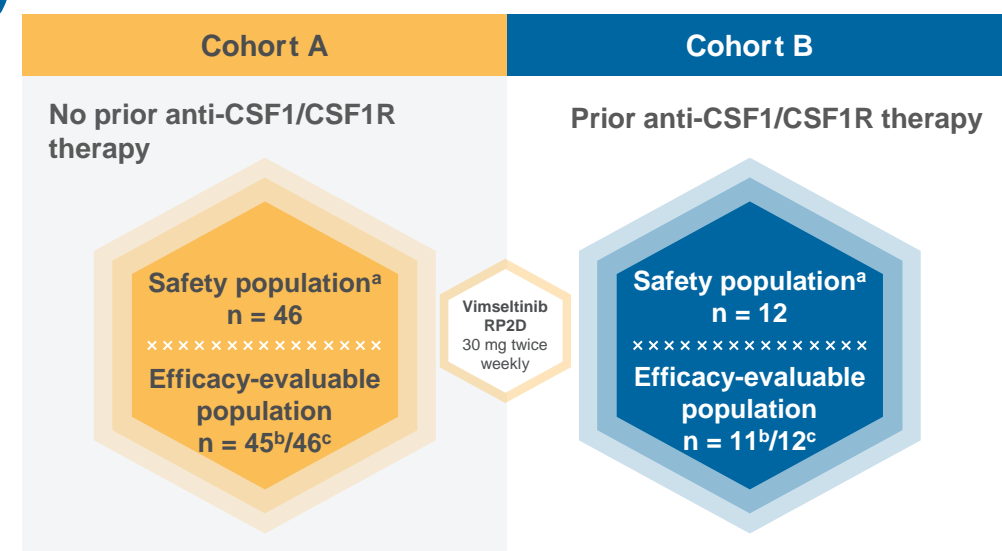 Cohort A
Cohort B
No prior anti-CSF1/CSF1R
therapy
Prior anti-CSF1/CSF1R therapy
Safety populationᵃ
n = 46
Efficacy-evaluable
population
n = 45ᵇ/46ᶜ
Vimseltinib
RP2D
30 mg twice
weekly
Safety populationᵃ
n = 12
Efficacy-evaluable
population
n = 11ᵇ/12ᶜ